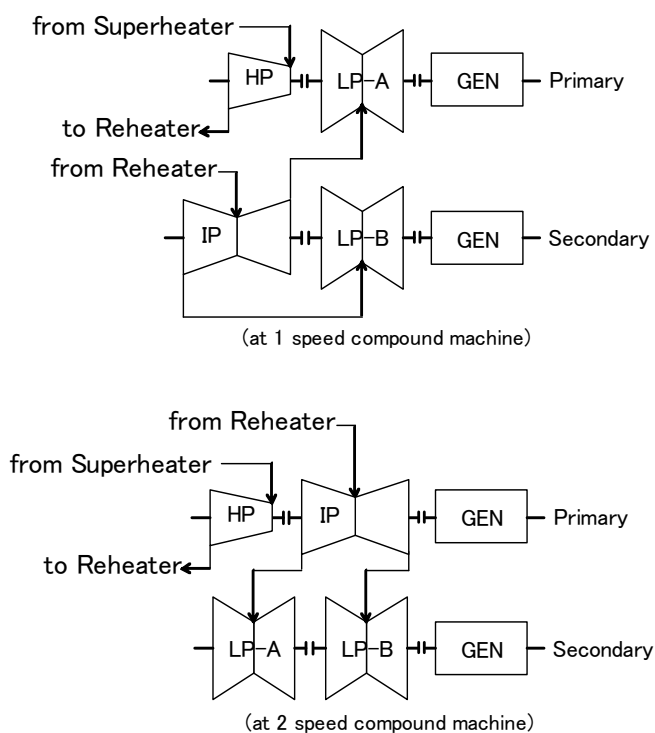 from Superheater
HP
LP-A
GEN
Primary
to Reheater
from Reheater
IP
LP-B
GEN
Secondary
(at 1 speed compound machine)
from Reheater
from Superheater
HP
IP
GEN
Primary
to Reheater
LP-A
LP-B
GEN
Secondary
(at 2 speed compound machine)